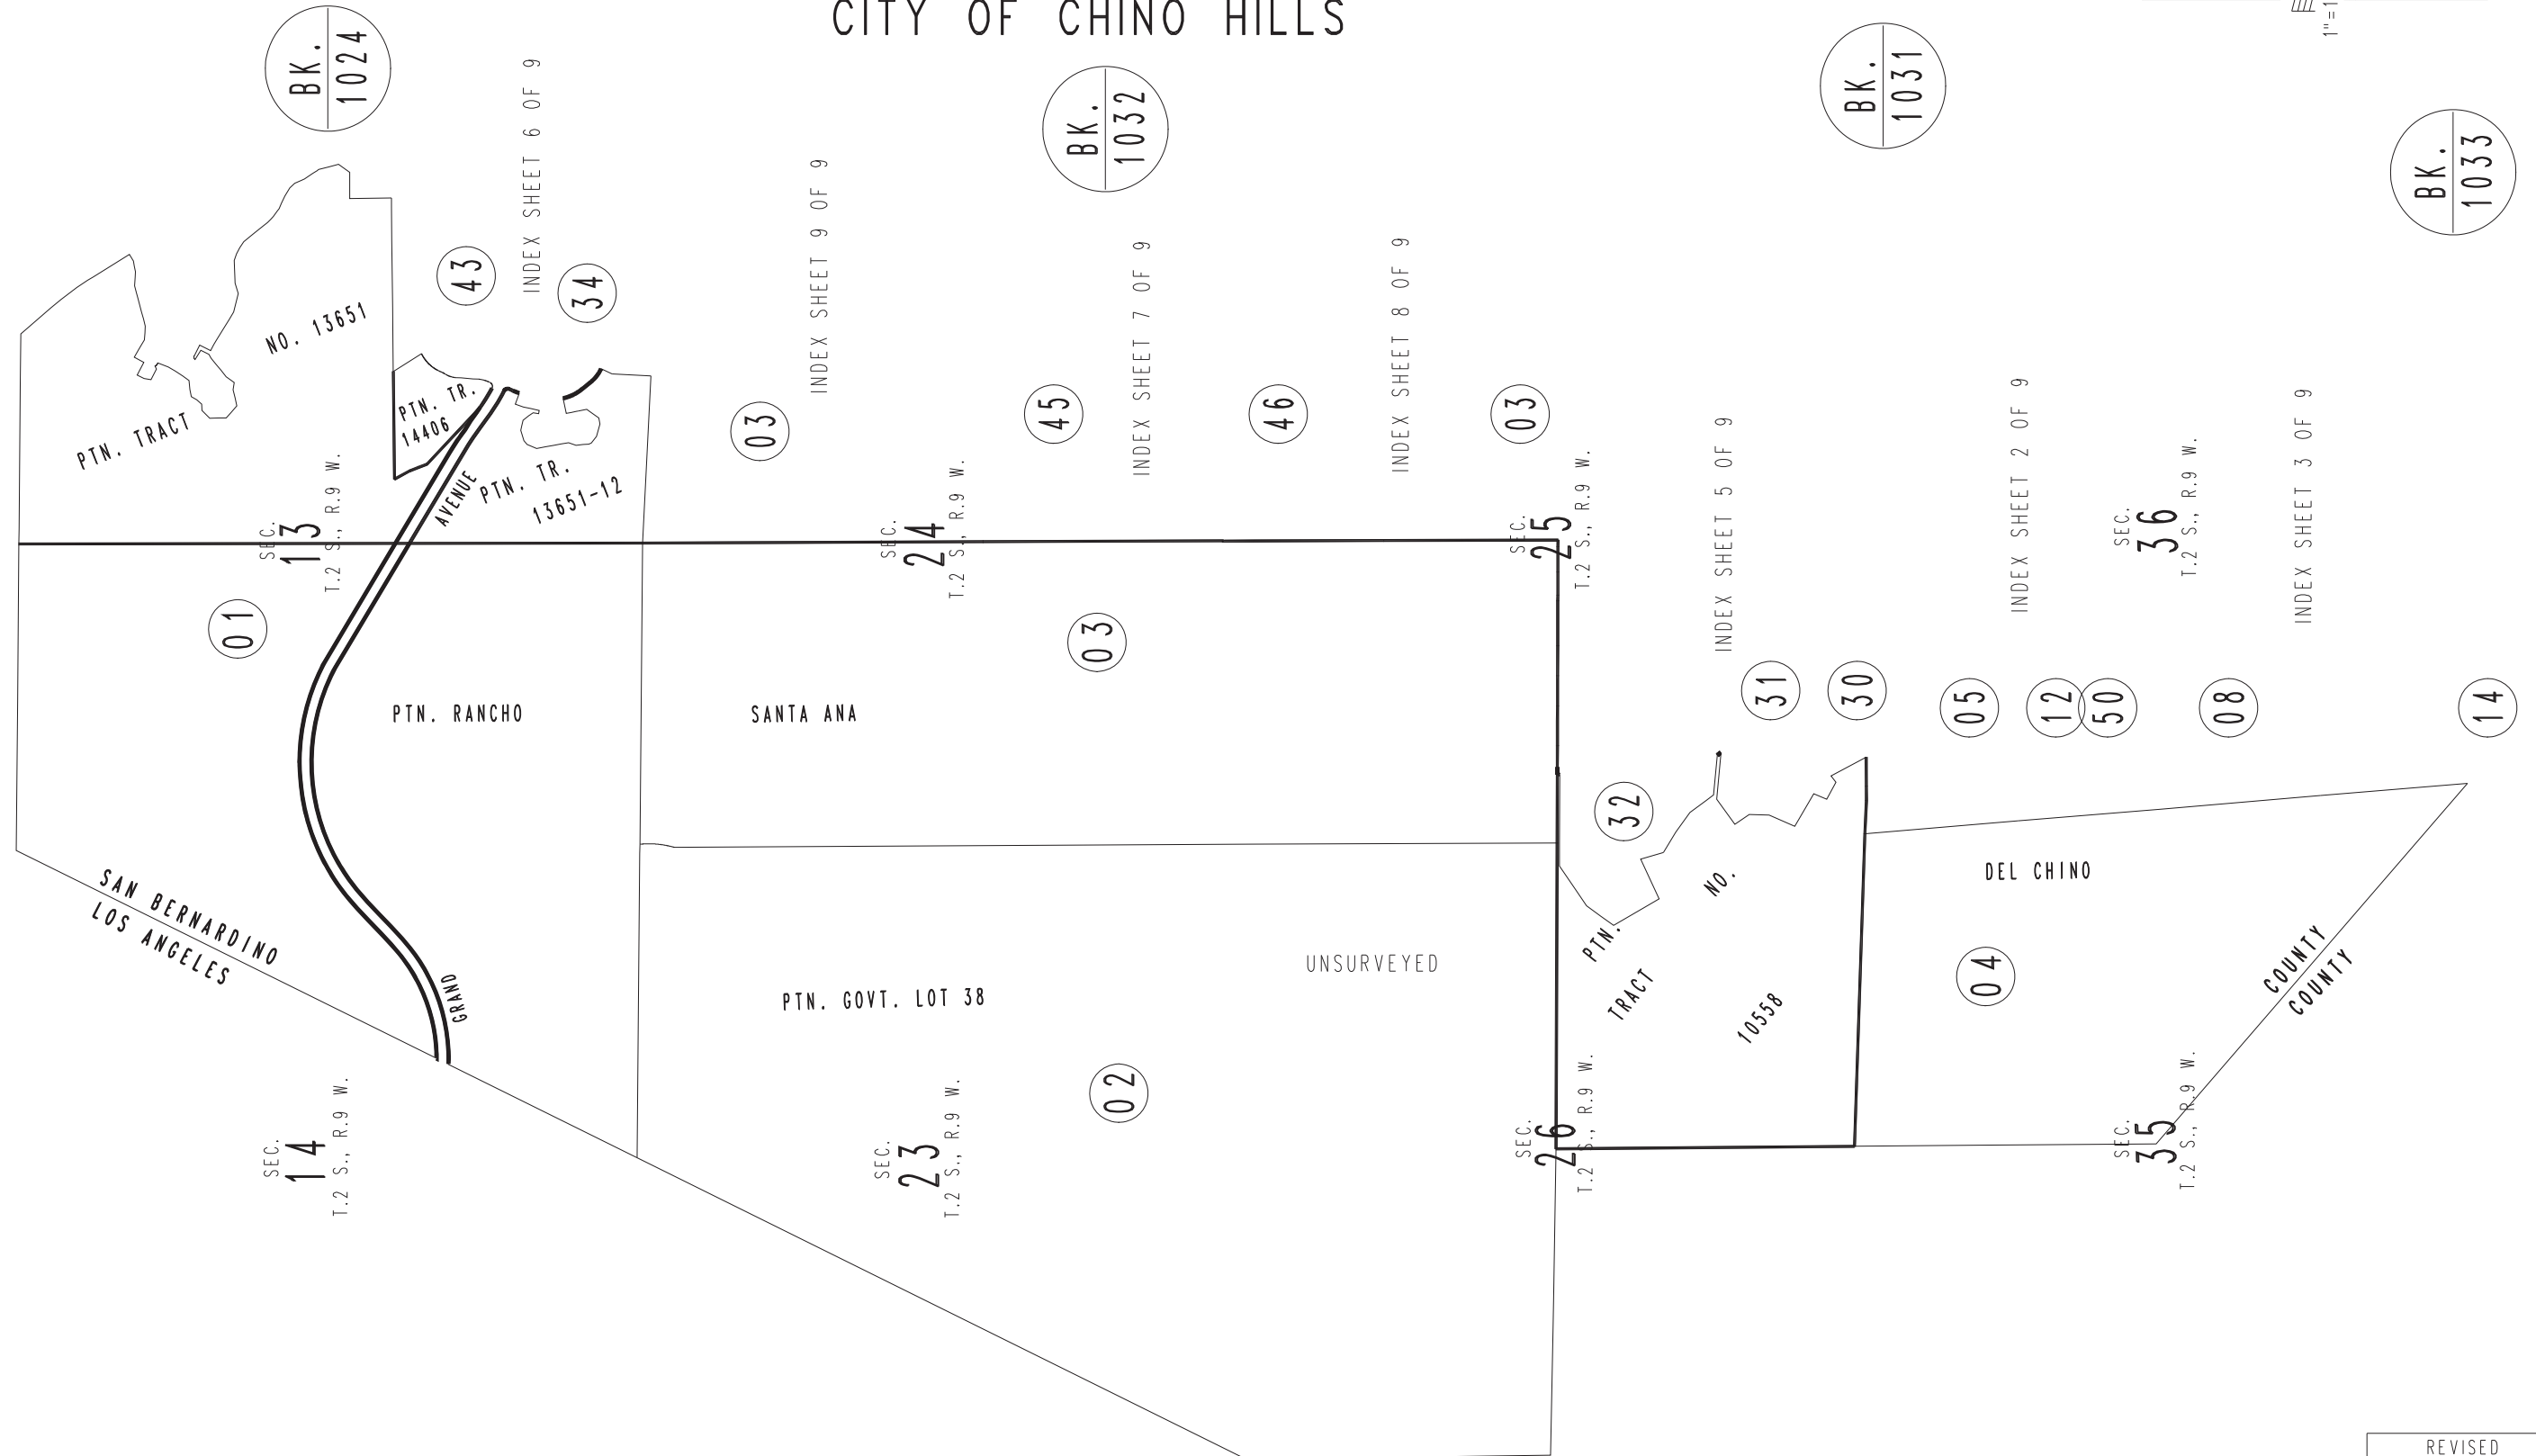 CITY OF CHINO HILLS
1"=1
BK.
1024
BK.
1032
BK.
1031
BK.
1033
INDEX SHEET 6 OF 9
INDEX SHEET 9 OF 9
INDEX SHEET 7 OF 9
INDEX SHEET 8 OF 9
INDEX SHEET 5 OF 9
INDEX SHEET 2 OF 9
INDEX SHEET 3 OF 9
43
34
03
45
46
03
PTN. TRACT
NO. 13651
PTN. TR.
14406
PTN. TR.
13651-12
AVENUE
SEC.
13
T.2 S., R.9 W.
SEC.
24
T.2 S., R.9 W.
SEC.
25
T.2 S., R.9 W.
SEC.
36
T.2 S., R.9 W.
01
03
31
30
05
12
50
08
14
PTN. RANCHO
SANTA ANA
DEL CHINO
32
SAN BERNARDINO
LOS ANGELES
COUNTY
COUNTY
GRAND
PTN. GOVT. LOT 38
UNSURVEYED
PTN.
TRACT
NO.
10558
04
02
SEC.
14
T.2 S., R.9 W.
SEC.
23
T.2 S., R.9 W.
SEC.
26
T.2 S., R.9 W.
SEC.
35
T.2 S., R.9 W.
REVISED